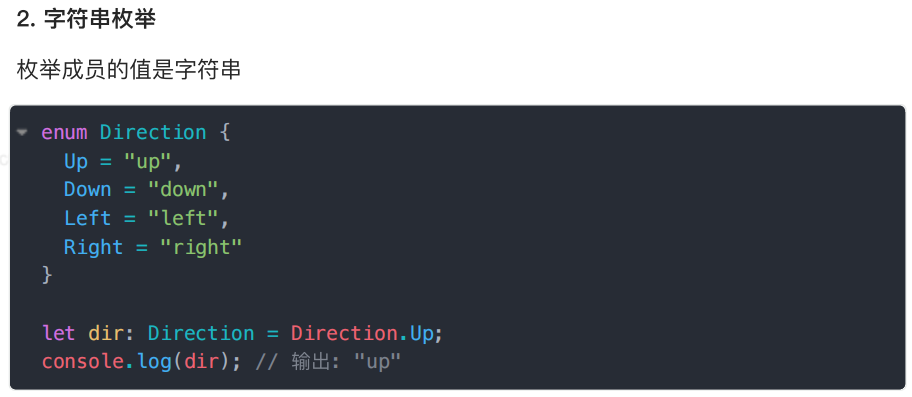 2. 字符串枚举
枚举成员的值是字符串
enum Direction {
  Up = "up",
  Down = "down",
  Left = "left",
  Right = "right"
}
let dir: Direction = Direction.Up;
console.log(dir); // 输出: "up"